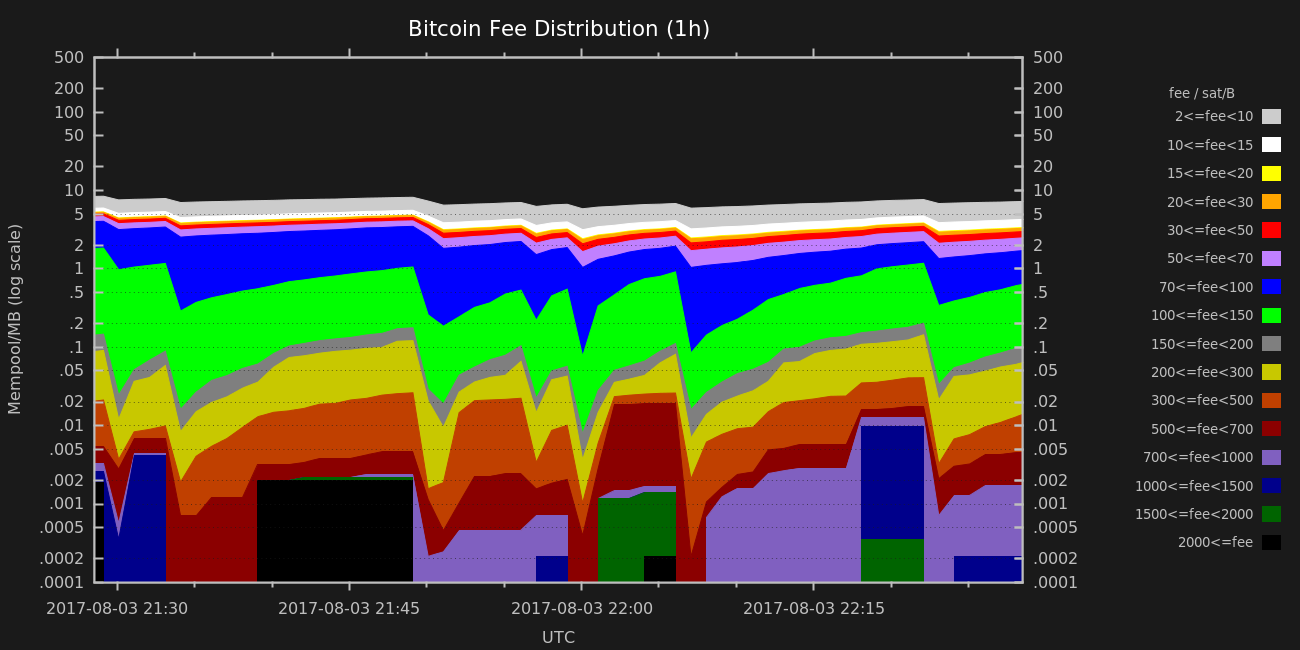 Bitcoin Fee Distribution (1h)
500 500
200 200
100 100
50 50
20 20
10 10
5 5
2 2
1 1
.5 .5
.2 .2
.1 .1
.05 .05
.02 .02
.01 .01
.005 .005
.002 .002
.001 .001
.0005 .0005
.0002 .0002
.0001 .0001
Mempool/MB (log scale)
2017-08-03 21:30 2017-08-03 21:45 2017-08-03 22:00 2017-08-03 22:15
UTC
fee / sat/B
2<=fee<10
10<=fee<15
15<=fee<20
20<=fee<30
30<=fee<50
50<=fee<70
70<=fee<100
100<=fee<150
150<=fee<200
200<=fee<300
300<=fee<500
500<=fee<700
700<=fee<1000
1000<=fee<1500
1500<=fee<2000
2000<=fee